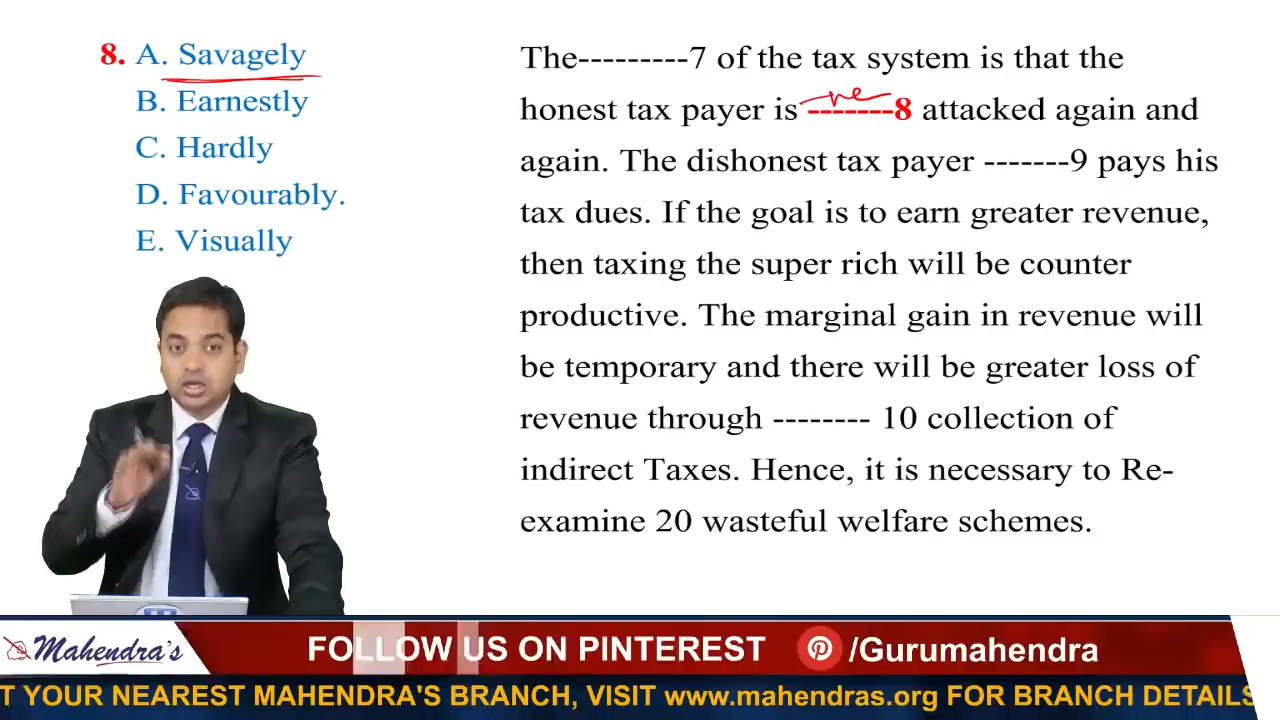 8. A. Savagely
B. Earnestly
C. Hardly
D. Favourably.
E. Visually
The---------7 of the tax system is that the
honest tax payer is -------8 attacked again and
again. The dishonest tax payer -------9 pays his
tax dues. If the goal is to earn greater revenue,
then taxing the super rich will be counter
productive. The marginal gain in revenue will
be temporary and there will be greater loss of
revenue through -------- 10 collection of
indirect Taxes. Hence, it is necessary to Re-
examine 20 wasteful welfare schemes.
-ve
Mahendra's
FOLLOW US ON PINTEREST /Gurumahendra
T YOUR NEAREST MAHENDRA'S BRANCH, VISIT www.mahendras.org FOR BRANCH DETAILS